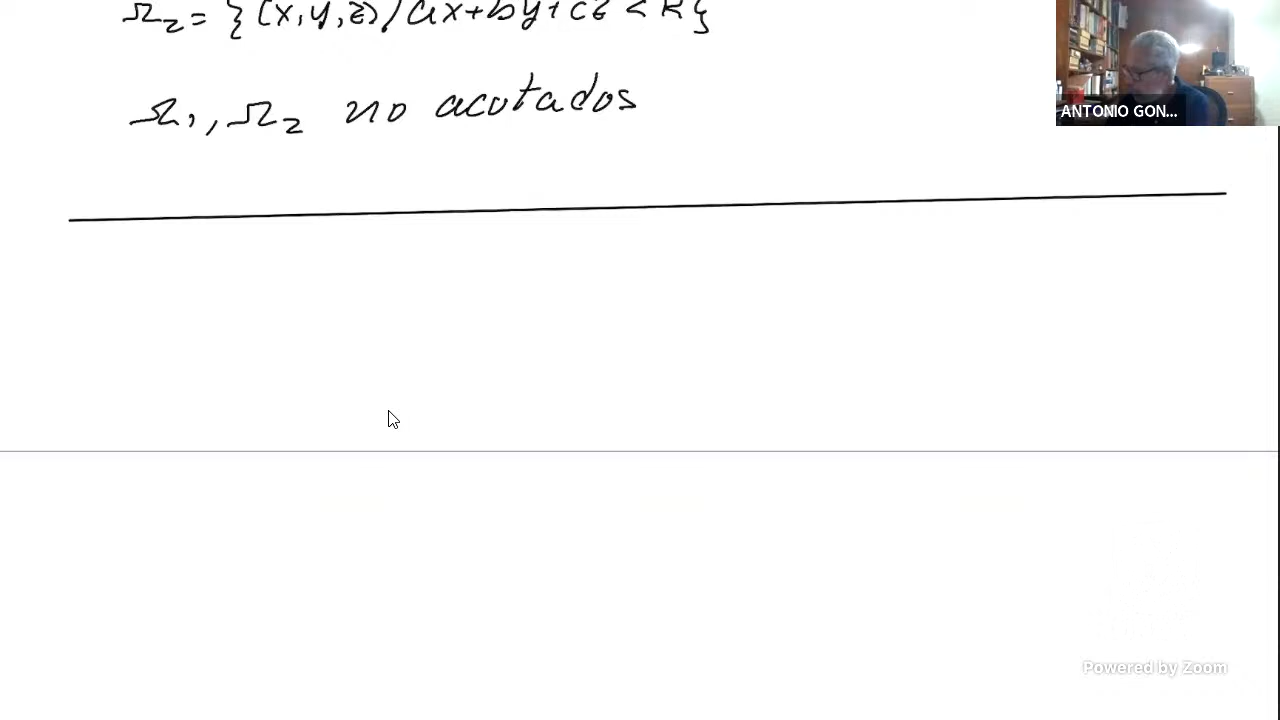 Ω₂ = {(x, y, z) / ax + by + cz < k}
Ω₁, Ω₂ no acotados
ANTONIO GON...
Powered by Zoom